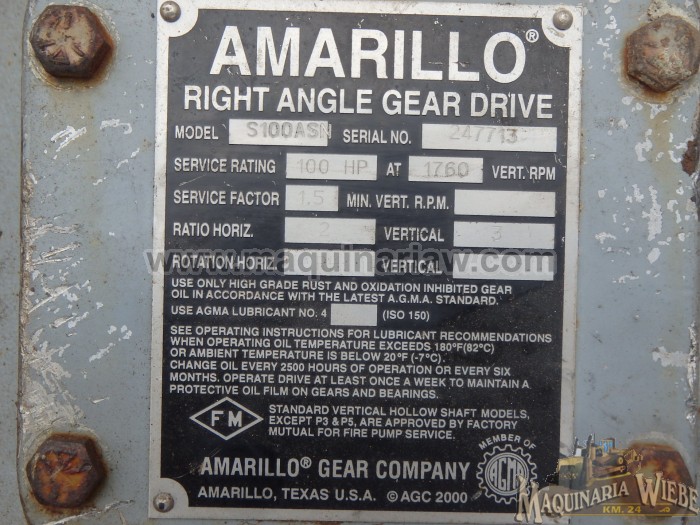 AMARILLO®
RIGHT ANGLE GEAR DRIVE
MODEL S100ASN SERIAL NO. 247713
SERVICE RATING 100 HP AT 1760 VERT. RPM
SERVICE FACTOR 1.5 MIN. VERT. R.P.M.
RATIO HORIZ. 2 VERTICAL 3
www.maquinariaw.com
ROTATION HORIZ. VERTICAL
USE ONLY HIGH GRADE RUST AND OXIDATION INHIBITED GEAR
OIL IN ACCORDANCE WITH THE LATEST A.G.M.A. STANDARD.
USE AGMA LUBRICANT NO. 4 (ISO 150)
SEE OPERATING INSTRUCTIONS FOR LUBRICANT RECOMMENDATIONS
WHEN OPERATING OIL TEMPERATURE EXCEEDS 180°F(82°C)
OR AMBIENT TEMPERATURE IS BELOW 20°F (-7°C).
CHANGE OIL EVERY 2500 HOURS OF OPERATION OR EVERY SIX
MONTHS. OPERATE DRIVE AT LEAST ONCE A WEEK TO MAINTAIN A
PROTECTIVE OIL FILM ON GEARS AND BEARINGS.
FM
STANDARD VERTICAL HOLLOW SHAFT MODELS,
EXCEPT P3 & P5, ARE APPROVED BY FACTORY
MUTUAL FOR FIRE PUMP SERVICE.
MEMBER OF
AGMA
AMARILLO® GEAR COMPANY
AMARILLO, TEXAS U.S.A. © AGC 2000
MAQUINARIA WIEBE
KM. 24